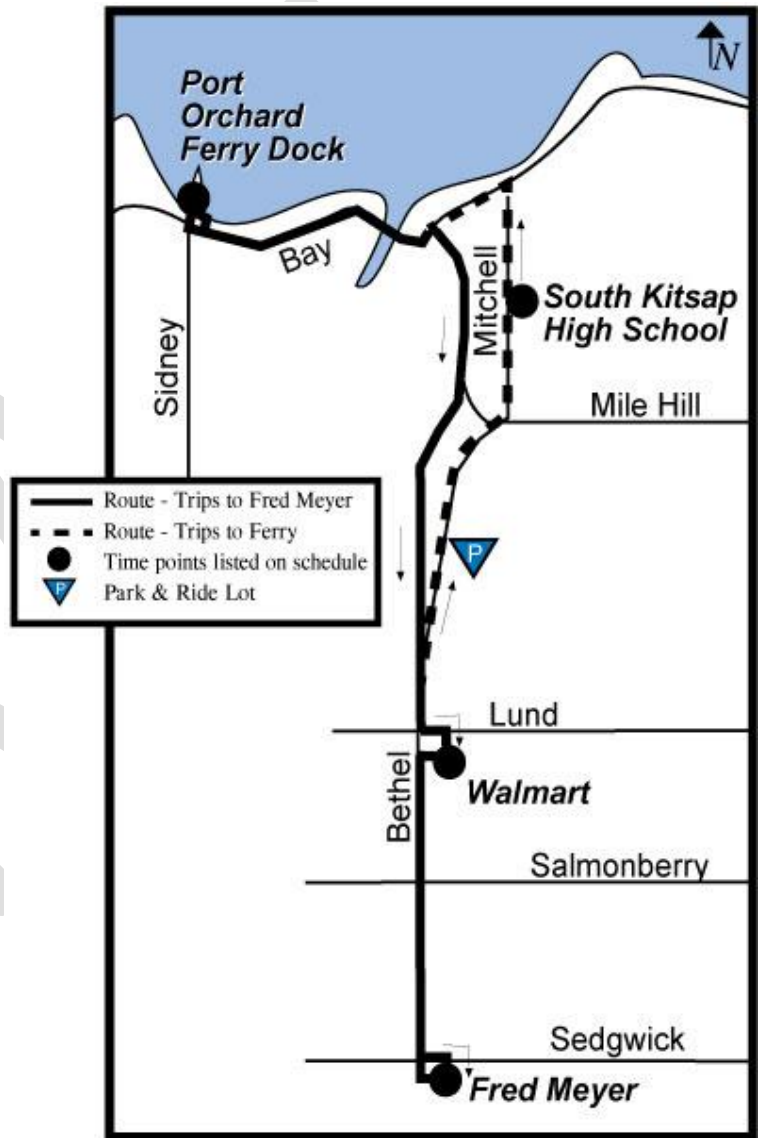 N
Port
Orchard
Ferry Dock
Bay
Mitchell
South Kitsap
High School
Sidney
Mile Hill
Route - Trips to Fred Meyer
Route - Trips to Ferry
Time points listed on schedule
P Park & Ride Lot
P
Lund
Walmart
Bethel
Salmonberry
Sedgwick
Fred Meyer